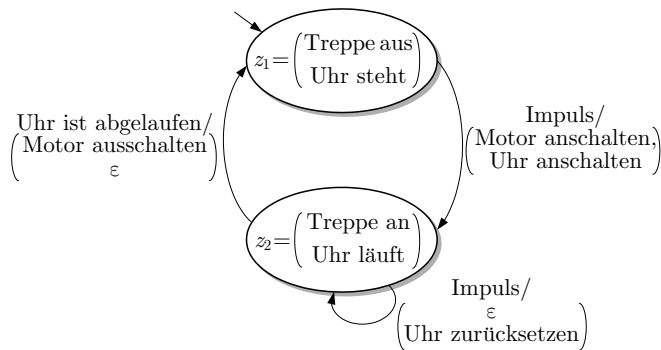 z1=(Treppe aus
Uhr steht)
Uhr ist abgelaufen/
(Motor ausschalten
ε)
Impuls/
(Motor anschalten,
Uhr anschalten)
z2=(Treppe an
Uhr läuft)
Impuls/
(ε
Uhr zurücksetzen)